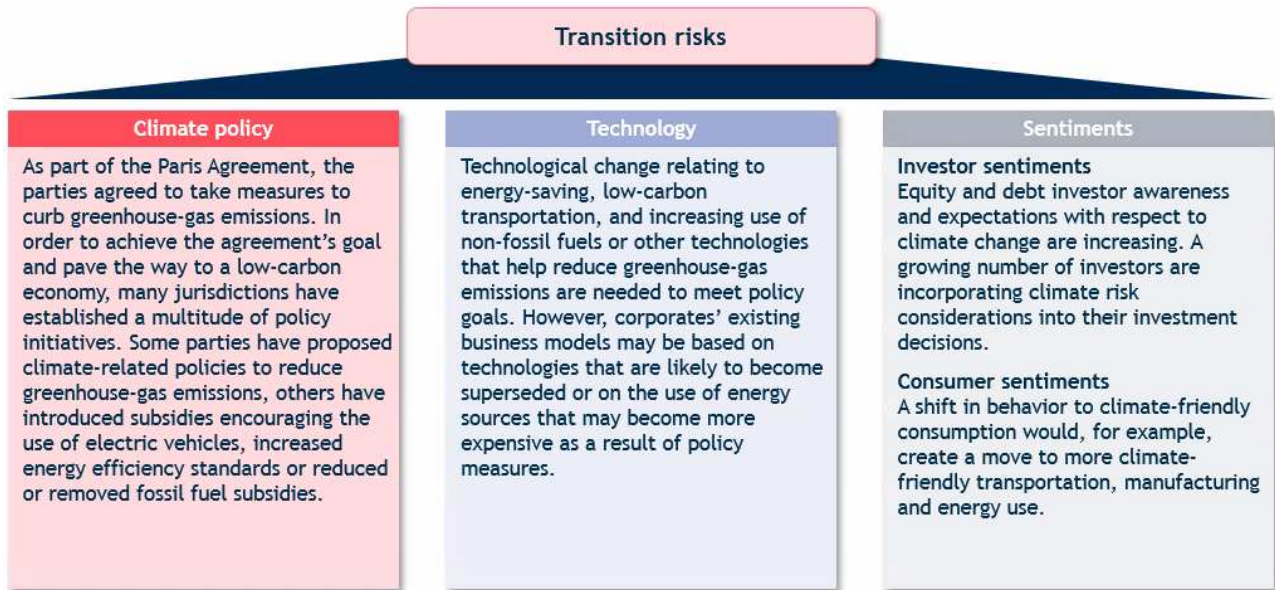 Transition risks
Climate policy
As part of the Paris Agreement, the
parties agreed to take measures to
curb greenhouse-gas emissions. In
order to achieve the agreement’s goal
and pave the way to a low-carbon
economy, many jurisdictions have
established a multitude of policy
initiatives. Some parties have proposed
climate-related policies to reduce
greenhouse-gas emissions, others have
introduced subsidies encouraging the
use of electric vehicles, increased
energy efficiency standards or reduced
or removed fossil fuel subsidies.
Technology
Technological change relating to
energy-saving, low-carbon
transportation, and increasing use of
non-fossil fuels or other technologies
that help reduce greenhouse-gas
emissions are needed to meet policy
goals. However, corporates’ existing
business models may be based on
technologies that are likely to become
superseded or on the use of energy
sources that may become more
expensive as a result of policy
measures.
Sentiments
Investor sentiments
Equity and debt investor awareness
and expectations with respect to
climate change are increasing. A
growing number of investors are
incorporating climate risk
considerations into their investment
decisions.
Consumer sentiments
A shift in behavior to climate-friendly
consumption would, for example,
create a move to more climate-
friendly transportation, manufacturing
and energy use.